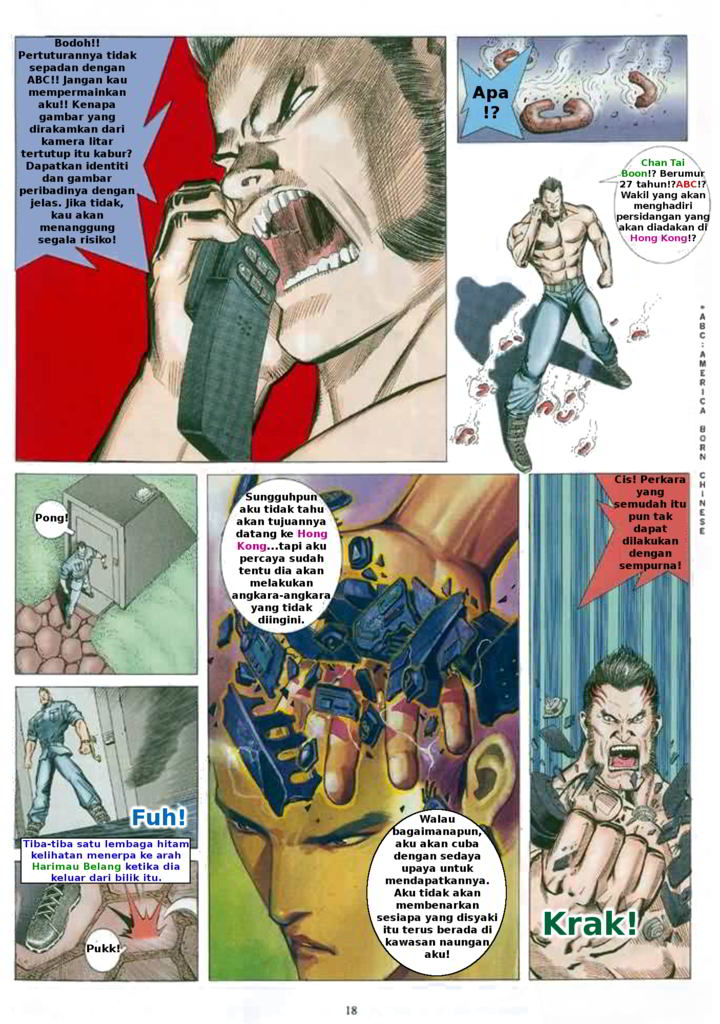 Bodoh!!
Pertuturannya tidak
sepadan dengan
ABC!! Jangan kau
mempermainkan
aku!! Kenapa
gambar yang
dirakamkan dari
kamera litar
tertutup itu kabur?
Dapatkan identiti
dan gambar
peribadinya dengan
jelas. Jika tidak,
kau akan
menanggung
segala risiko!
Apa
!?
Chan Tai
Boon!? Berumur
27 tahun!?ABC!?
Wakil yang akan
menghadiri
persidangan yang
akan diadakan di
Hong Kong!?
*ABC:AMERICA BORN CHINESE
Pong!
Sungguhpun
aku tidak tahu
akan tujuannya
datang ke Hong
Kong...tapi aku
percaya sudah
tentu dia akan
melakukan
angkara-angkara
yang tidak
diingini.
Cis! Perkara
yang
semudah itu
pun tak
dapat
dilakukan
dengan
sempurna!
Fuh!
Tiba-tiba satu lembaga hitam
kelihatan menerpa ke arah
Harimau Belang ketika dia
keluar dari bilik itu.
Pukk!
Walau
bagaimanapun,
aku akan cuba
dengan sedaya
upaya untuk
mendapatkannya.
Aku tidak akan
membenarkan
sesiapa yang disyaki
itu terus berada di
kawasan naungan
aku!
Krak!
18